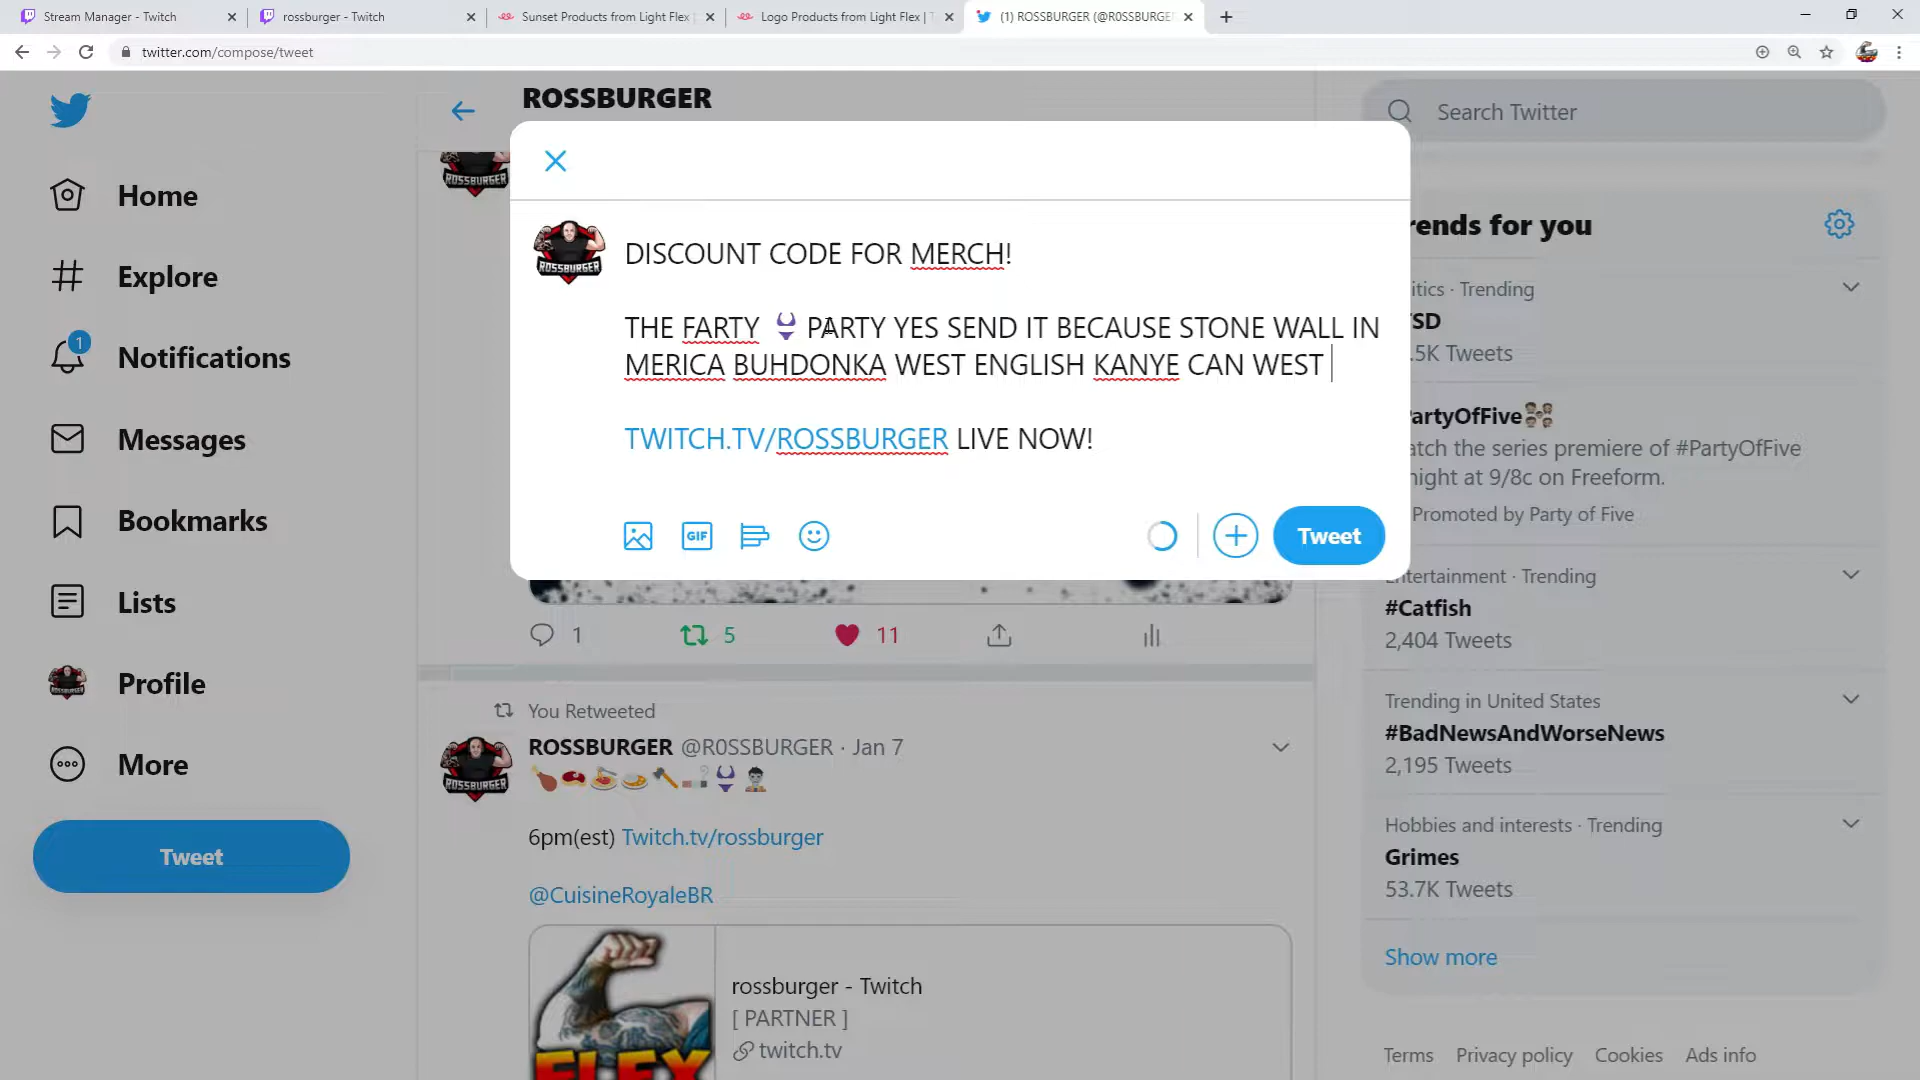 Stream Manager - Twitch
rossburger - Twitch
Sunset Products from Light Flex
Logo Products from Light Flex | T
(1) ROSSBURGER (@R0SSBURGE
twitter.com/compose/tweet
ROSSBURGER
Search Twitter
Home
Explore
1
Notifications
Messages
Bookmarks
Lists
Profile
More
Tweet
ROSSBURGER
ROSSBURGER
DISCOUNT CODE FOR MERCH!
THE FARTY 👙 PARTY YES SEND IT BECAUSE STONE WALL IN
MERICA BUHDONKA WEST ENGLISH KANYE CAN WEST
TWITCH.TV/ROSSBURGER LIVE NOW!
GIF
Tweet
1
5
11
You Retweeted
ROSSBURGER @R0SSBURGER · Jan 7
6pm(est) Twitch.tv/rossburger
@CuisineRoyaleBR
FLEX
rossburger - Twitch
[ PARTNER ]
twitch.tv
rends for you
itics · Trending
SD
.5K Tweets
PartyOfFive
atch the series premiere of #PartyOfFive
night at 9/8c on Freeform.
Promoted by Party of Five
Entertainment · Trending
#Catfish
2,404 Tweets
Trending in United States
#BadNewsAndWorseNews
2,195 Tweets
Hobbies and interests · Trending
Grimes
53.7K Tweets
Show more
Terms Privacy policy Cookies Ads info